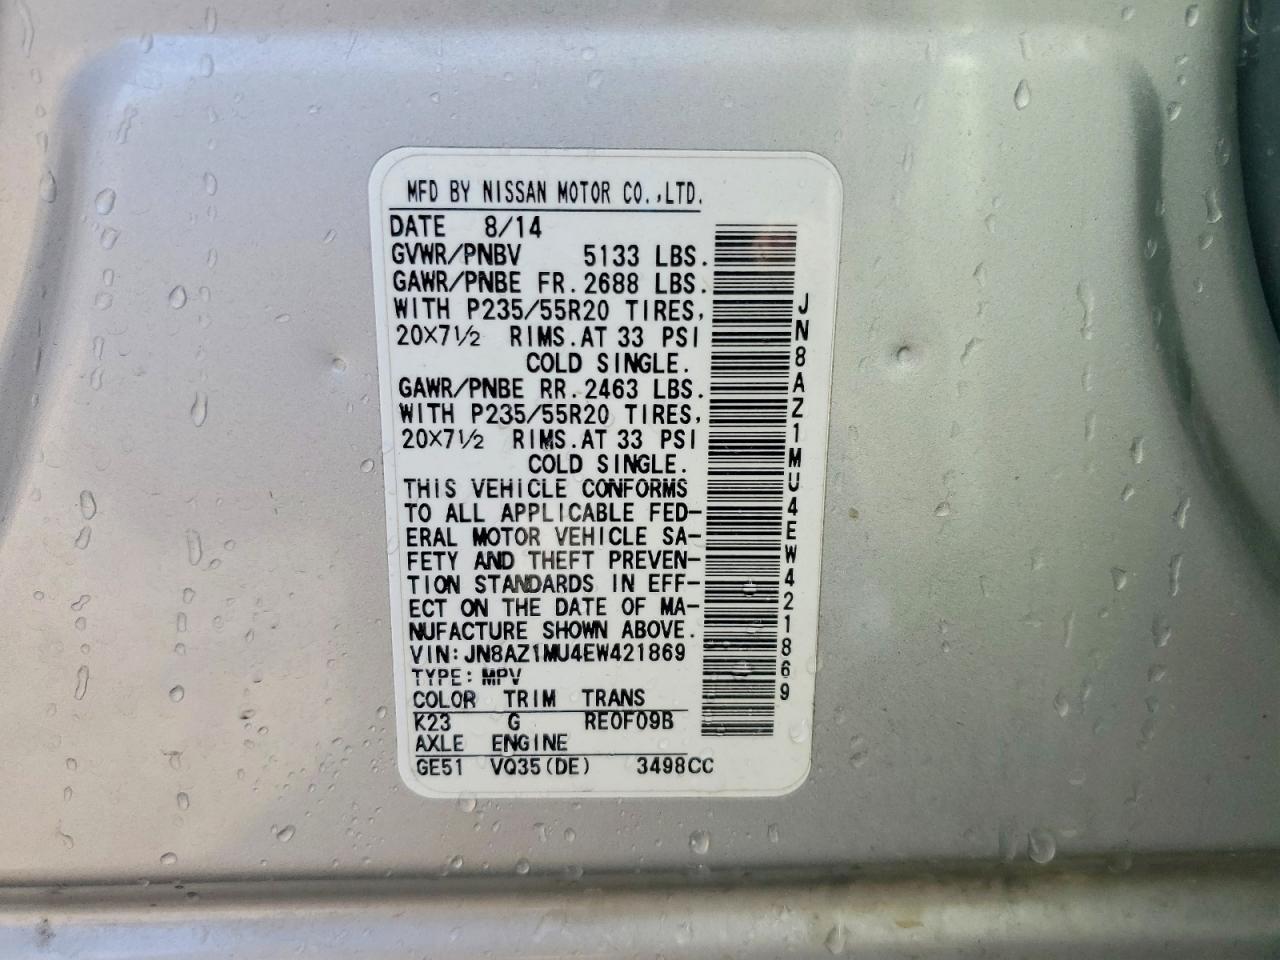 MFD BY NISSAN MOTOR CO.,LTD.
DATE 8/14
GVWR/PNBV 5133 LBS.
GAWR/PNBE FR.2688 LBS.
WITH P235/55R20 TIRES,
20×7½ RIMS.AT 33 PSI
COLD SINGLE.
GAWR/PNBE RR.2463 LBS.
WITH P235/55R20 TIRES,
20×7½ RIMS.AT 33 PSI
COLD SINGLE.
THIS VEHICLE CONFORMS
TO ALL APPLICABLE FED-
ERAL MOTOR VEHICLE SA-
FETY AND THEFT PREVEN-
TION STANDARDS IN EFF-
ECT ON THE DATE OF MA-
NUFACTURE SHOWN ABOVE.
VIN:JN8AZ1MU4EW421869
TYPE:MPV
COLOR TRIM TRANS
K23 G RE0F09B
AXLE ENGINE
GE51 VQ35(DE) 3498CC
JN8AZ1MU4EW421869